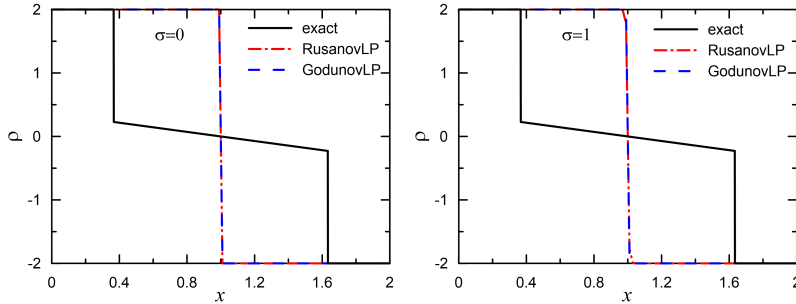 2
1
0
-1
-2
ρ
σ=0
exact
RusanovLP
GodunovLP
0
0.4
0.8
1.2
1.6
2
x
2
1
0
-1
-2
ρ
σ=1
exact
RusanovLP
GodunovLP
0
0.4
0.8
1.2
1.6
2
x